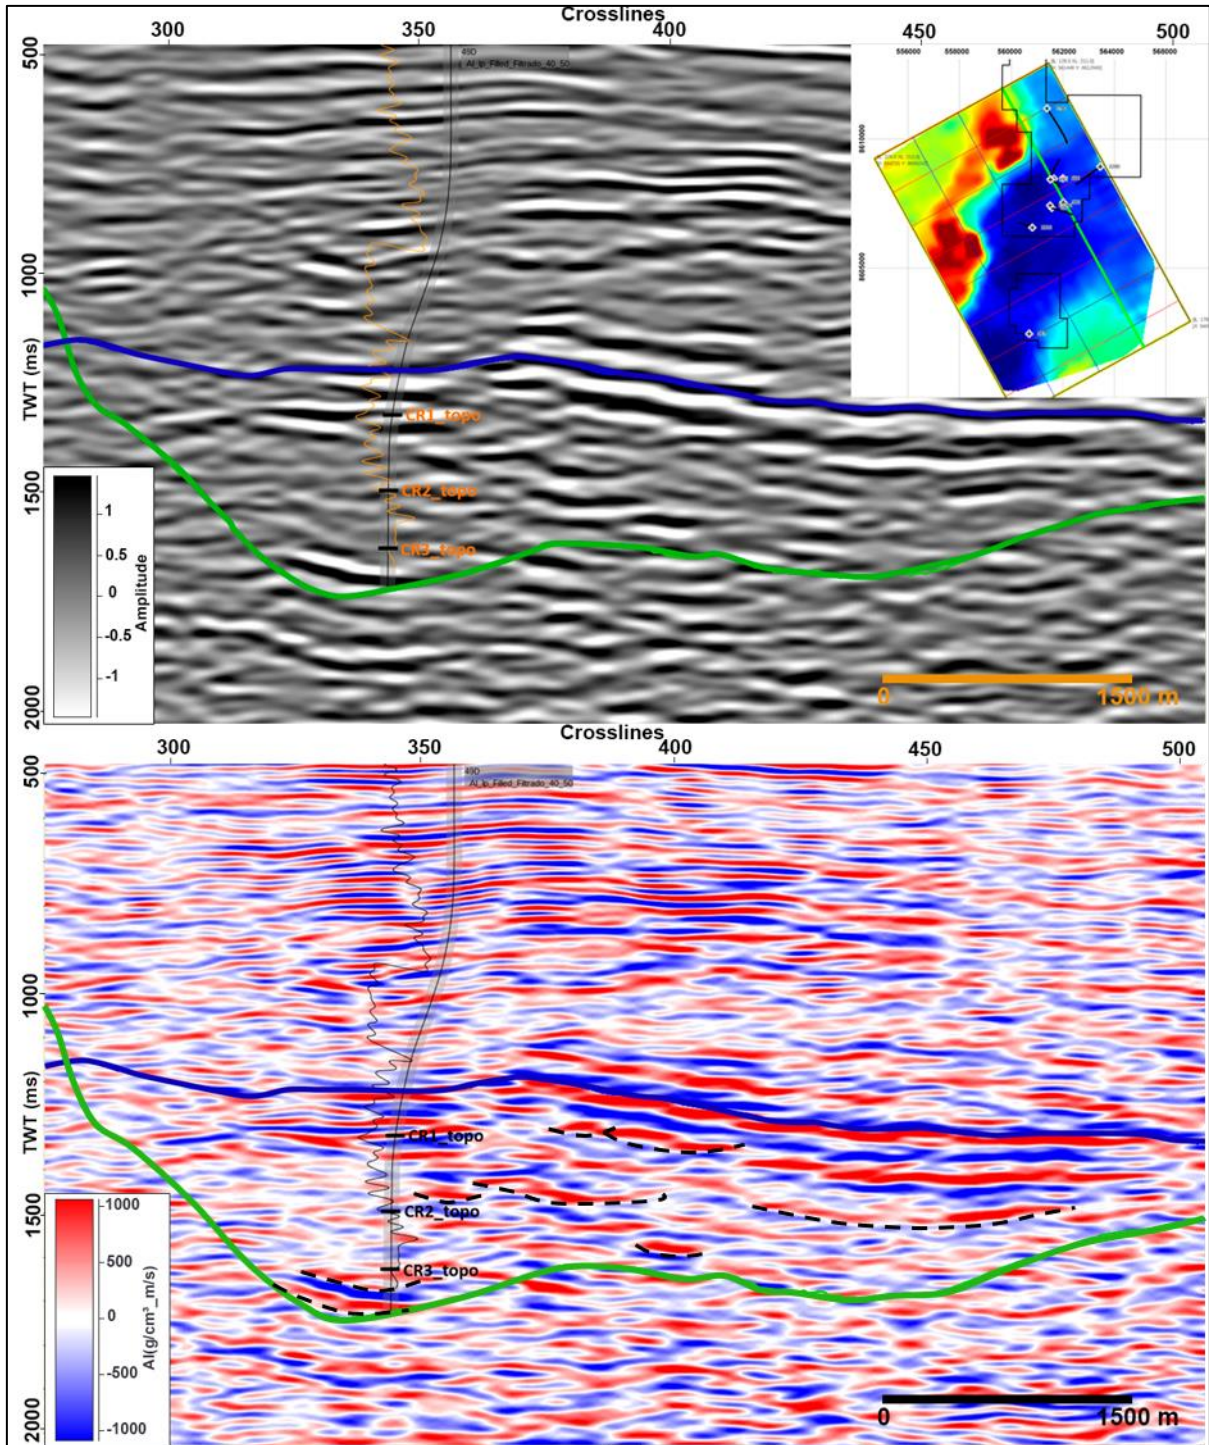 Crosslines
300 350 400 450 500
49D
AI_Ip_Filled_Filtrado_40_50
556000 558000 560000 562000 564000 566000
8610000
8605000
500
1000
TWT (ms)
1500
2000
CR1_topo
CR2_topo
CR3_topo
1
0.5
0
-0.5
-1
Amplitude
0 1500 m
Crosslines
300 350 400 450 500
49D
AI_Ip_Filled_Filtrado_40_50
500
1000
TWT (ms)
1500
2000
CR1_topo
CR2_topo
CR3_topo
1000
500
0
-500
-1000
AI(g/cm³_m/s)
0 1500 m